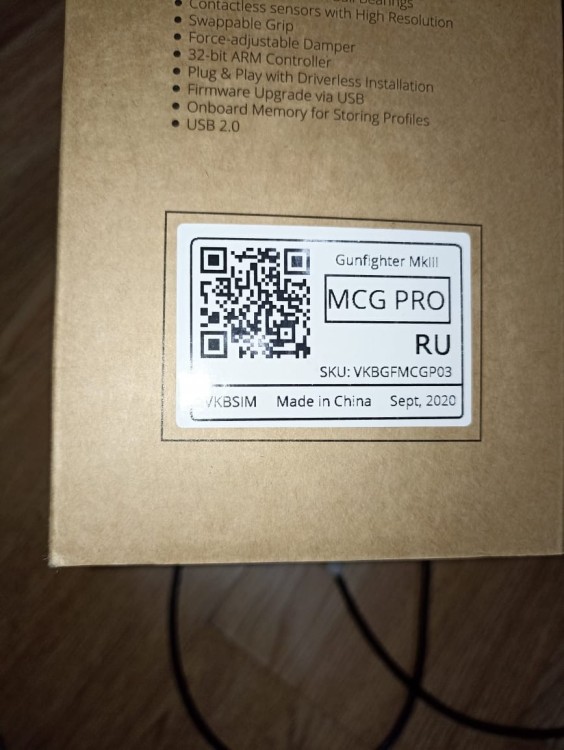 Bearings
• Contactless sensors with High Resolution
• Swappable Grip
• Force-adjustable Damper
• 32-bit ARM Controller
• Plug & Play with Driverless Installation
• Firmware Upgrade via USB
• Onboard Memory for Storing Profiles
• USB 2.0
Gunfighter MkIII
MCG PRO
RU
SKU: VKBGFMCGP03
VKBSIM Made in China Sept, 2020